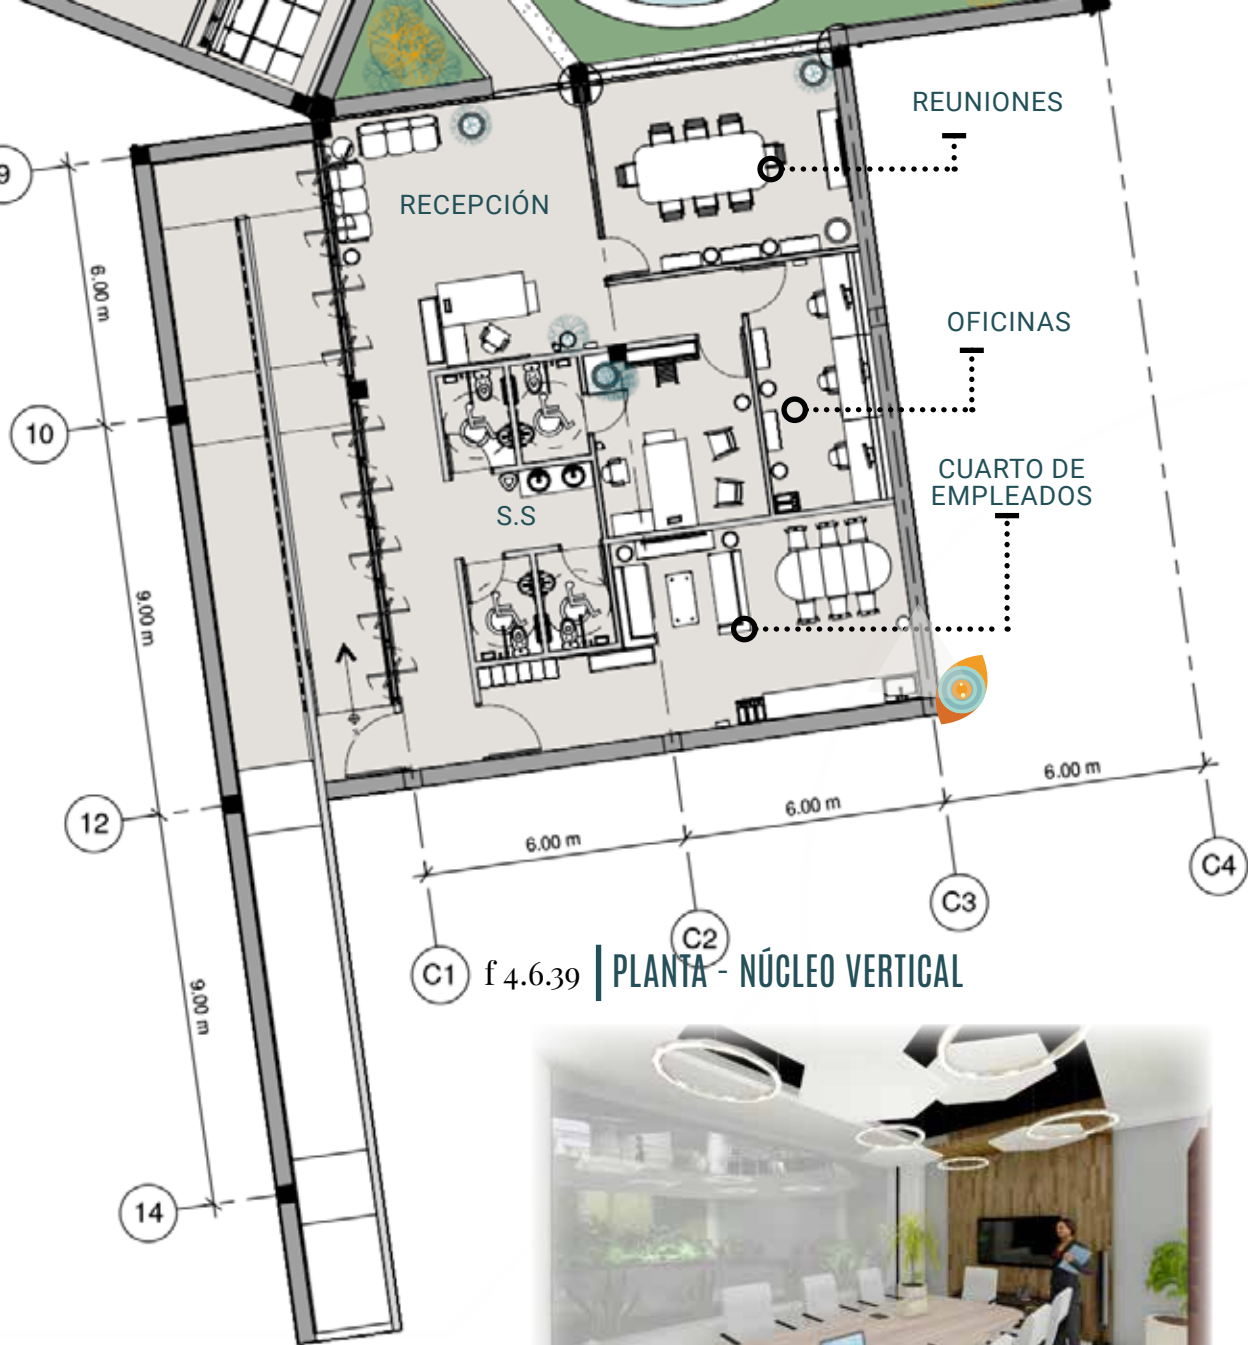 REUNIONES
9
RECEPCIÓN
6.00 m
OFICINAS
10
CUARTO DE
EMPLEADOS
S.S
9.00 m
12
6.00 m
6.00 m
6.00 m
C4
C3
C2
C1
f 4.6.39 PLANTA - NÚCLEO VERTICAL
9.00 m
14